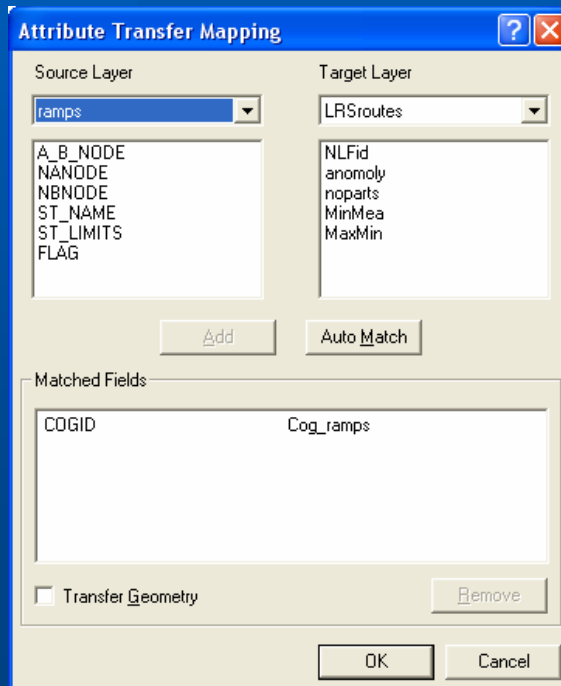 Attribute Transfer Mapping
Source Layer
Target Layer
ramps
LRSroutes
A_B_NODE
NANODE
NBNODE
ST_NAME
ST_LIMITS
FLAG
NLFid
anomoly
noparts
MinMea
MaxMin
Add
Auto Match
Matched Fields
COGID Cog_ramps
Transfer Geometry
Remove
OK
Cancel